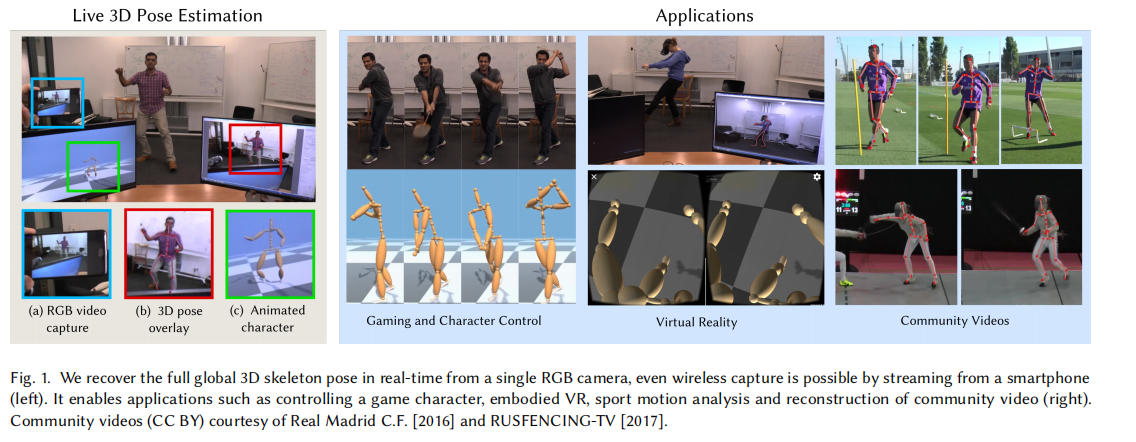 Live 3D Pose Estimation
Applications
(a) RGB video
capture
(b) 3D pose
overlay
(c) Animated
character
Gaming and Character Control
Virtual Reality
Community Videos
Fig. 1. We recover the full global 3D skeleton pose in real-time from a single RGB camera, even wireless capture is possible by streaming from a smartphone
(left). It enables applications such as controlling a game character, embodied VR, sport motion analysis and reconstruction of community video (right).
Community videos (CC BY) courtesy of Real Madrid C.F. [2016] and RUSFENCING-TV [2017].